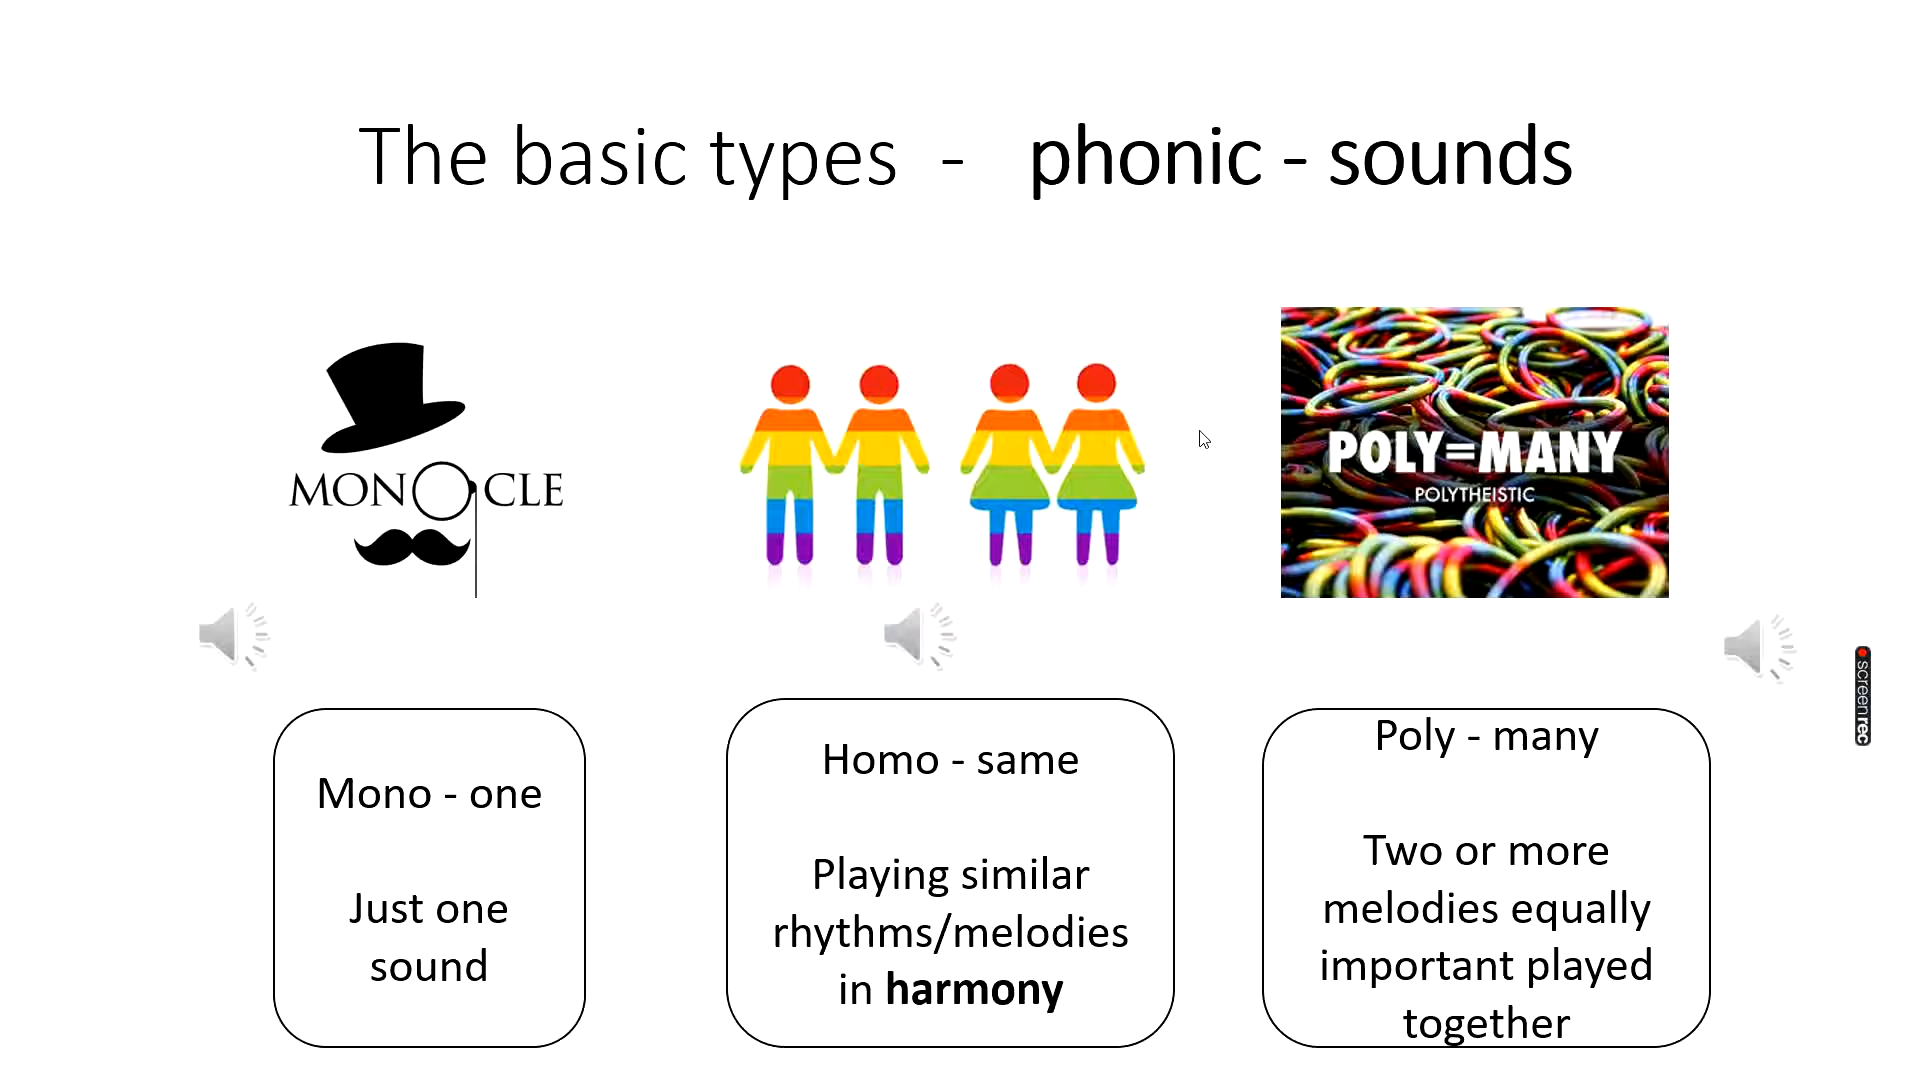 The basic types - phonic - sounds
MONOCLE
POLY=MANY
POLYTHEISTIC
Mono - one
Just one
sound
Homo - same
Playing similar
rhythms/melodies
in harmony
Poly - many
Two or more
melodies equally
important played
together
screenrec